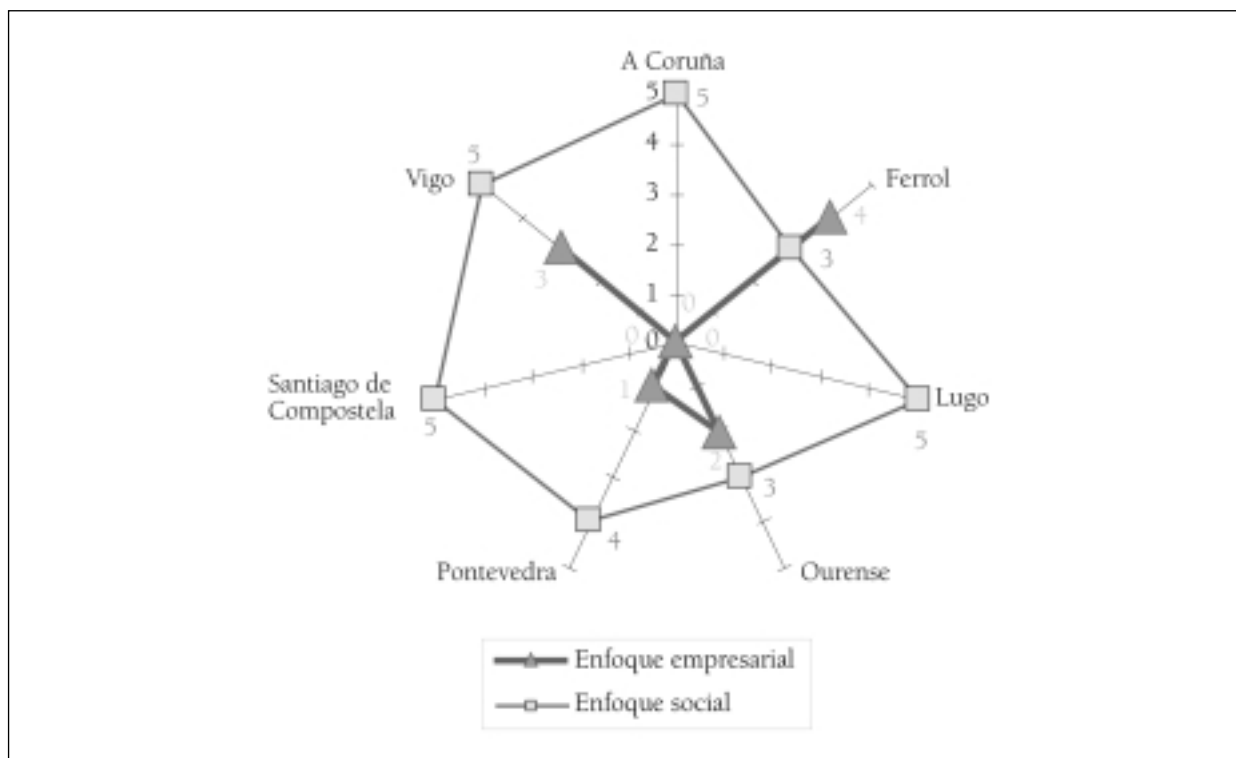 A Coruña
5 5
4
5
Vigo
Ferrol
3
4
3
3
2
1
0
0 0 0
1
Santiago de
Compostela
Lugo
5
5
2
3
4
Pontevedra
Ourense
Enfoque empresarial
Enfoque social